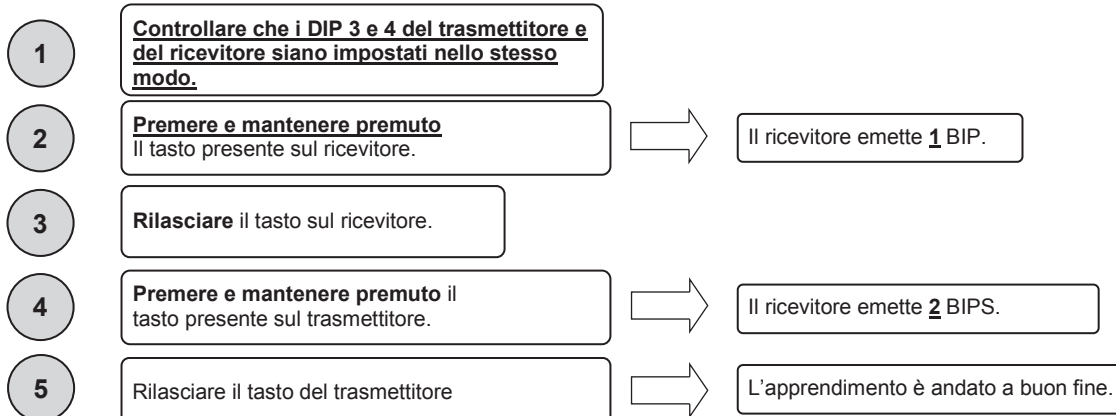 1
Controllare che i DIP 3 e 4 del trasmettitore e
del ricevitore siano impostati nello stesso
modo.
2
Premere e mantenere premuto
Il tasto presente sul ricevitore.
Il ricevitore emette 1 BIP.
3
Rilasciare il tasto sul ricevitore.
4
Premere e mantenere premuto il
tasto presente sul trasmettitore.
Il ricevitore emette 2 BIPS.
5
Rilasciare il tasto del trasmettitore
L’apprendimento è andato a buon fine.